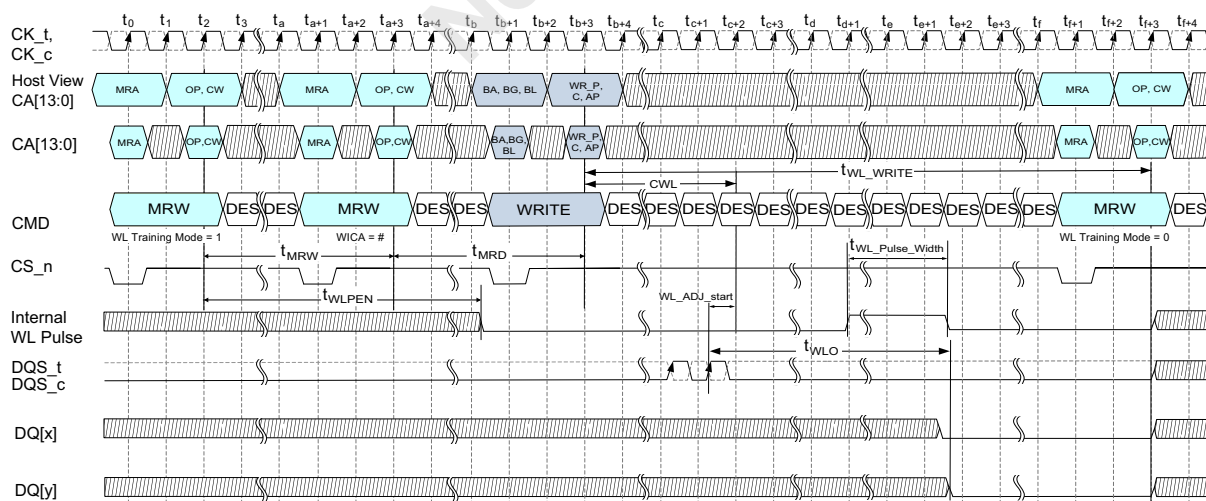 t0 t1 t2 t3 ta ta+1 ta+2 ta+3 ta+4 tb tb+1 tb+2 tb+3 tb+4 tc tc+1 tc+2 tc+3 td td+1 te te+1 te+2 te+3 tf tf+1 tf+2 tf+3 tf+4
CK_t,
CK_c
Host View
CA[13:0]
MRA OP, CW MRA OP, CW BA, BG, BL WR_P, C, AP MRA OP, CW
CA[13:0]
MRA OP,CW MRA OP,CW BA,BG, BL WR_P, C, AP MRA OP,CW
tWL_WRITE
CWL
CMD
MRW DES DES MRW DES DES WRITE DES DES DES DES DES DES DES DES DES DES DES MRW DES
WL Training Mode = 1 WICA = # WL Training Mode = 0
tMRW tMRD tWL_Pulse_Width
CS_n
tWLPEN WL_ADJ_start
Internal
WL Pulse
tWLO
DQS_t
DQS_c
DQ[x]
DQ[y]